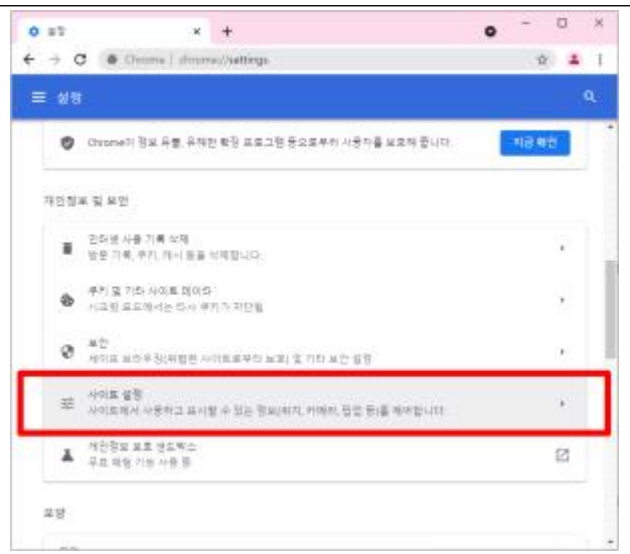 설정
Chrome | chrome://settings
설정
Chrome이 정보 유출, 유해한 확장 프로그램 등으로부터 사용자를 보호해 줍니다.
지금 확인
개인정보 및 보안
인터넷 사용 기록 삭제
방문 기록, 쿠키, 캐시 등을 삭제합니다.
쿠키 및 기타 사이트 데이터
시크릿 모드에서는 타사 쿠키가 차단됨
보안
세이프 브라우징(위험한 사이트로부터 보호) 및 기타 보안 설정
사이트 설정
사이트에서 사용하고 표시할 수 있는 정보(위치, 카메라, 팝업 등)를 제어합니다.
개인정보 보호 샌드박스
무료 체험 기능 사용 중
모양